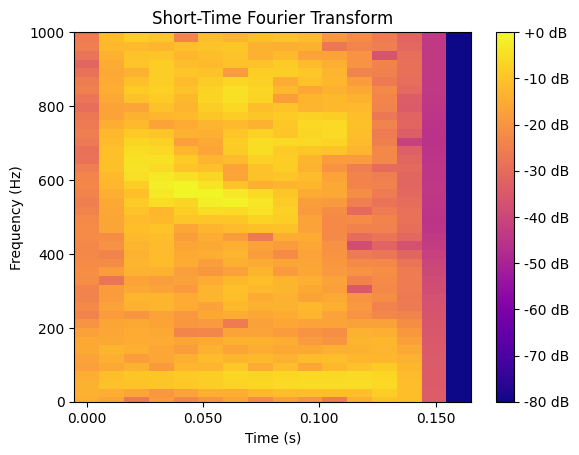 Short-Time Fourier Transform
1000
800
600
400
200
0
Frequency (Hz)
0.000
0.050
0.100
0.150
Time (s)
+0 dB
-10 dB
-20 dB
-30 dB
-40 dB
-50 dB
-60 dB
-70 dB
-80 dB